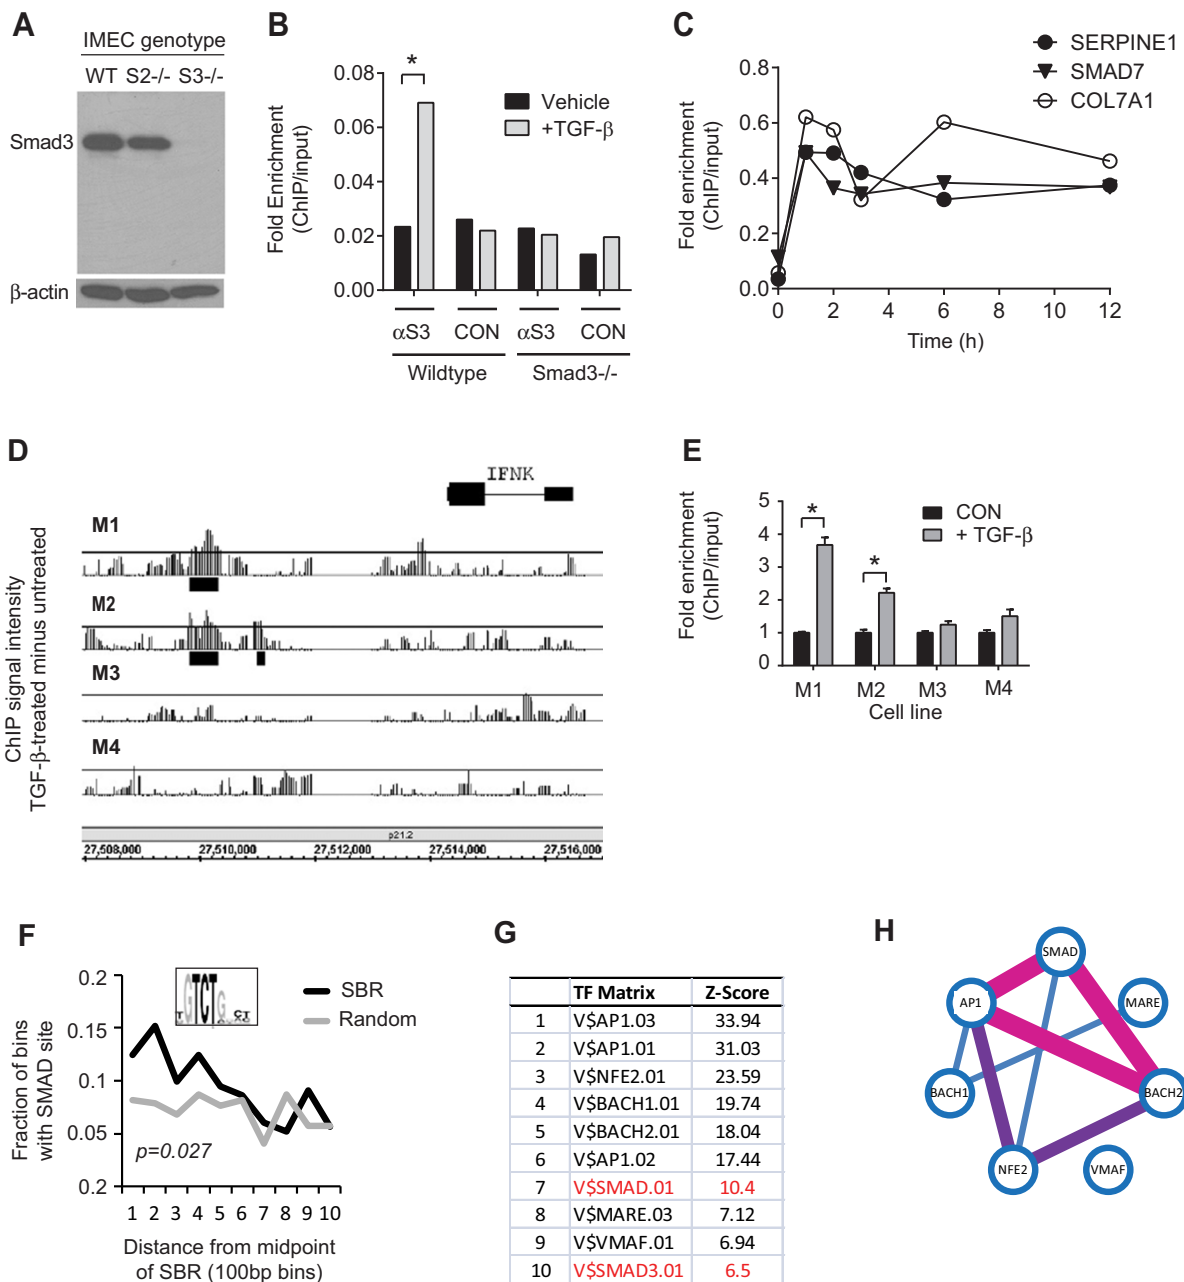 A
IMEC genotype
WT S2-/- S3-/-
Smad3
β-actin
B
Fold Enrichment
(ChIP/input)
0.08
0.06
0.04
0.02
0.00
*
Vehicle
+TGF-β
αS3 CON αS3 CON
Wildtype Smad3-/-
C
SERPINE1
SMAD7
COL7A1
Fold enrichment
(ChIP/input)
0.8
0.6
0.4
0.2
0.0
0 2 4 6 8 10 12
Time (h)
D
ChIP signal intensity
TGF-β-treated minus untreated
IFNK
M1
M2
M3
M4
p21.2
27,508,000 27,510,000 27,512,000 27,514,000 27,516,000
E
Fold enrichment
(ChIP/input)
5
4
3
2
1
0
*
*
CON
+ TGF-β
M1 M2 M3 M4
Cell line
F
Fraction of bins
with SMAD site
0.2
0.15
0.1
0.05
0.2
GTCTG
SBR
Random
p=0.027
1 2 3 4 5 6 7 8 9 10
Distance from midpoint
of SBR (100bp bins)
G
TF Matrix Z-Score
1 V$AP1.03 33.94
2 V$AP1.01 31.03
3 V$NFE2.01 23.59
4 V$BACH1.01 19.74
5 V$BACH2.01 18.04
6 V$AP1.02 17.44
7 V$SMAD.01 10.4
8 V$MARE.03 7.12
9 V$VMAF.01 6.94
10 V$SMAD3.01 6.5
H
SMAD
AP1
MARE
BACH1
BACH2
NFE2
VMAF